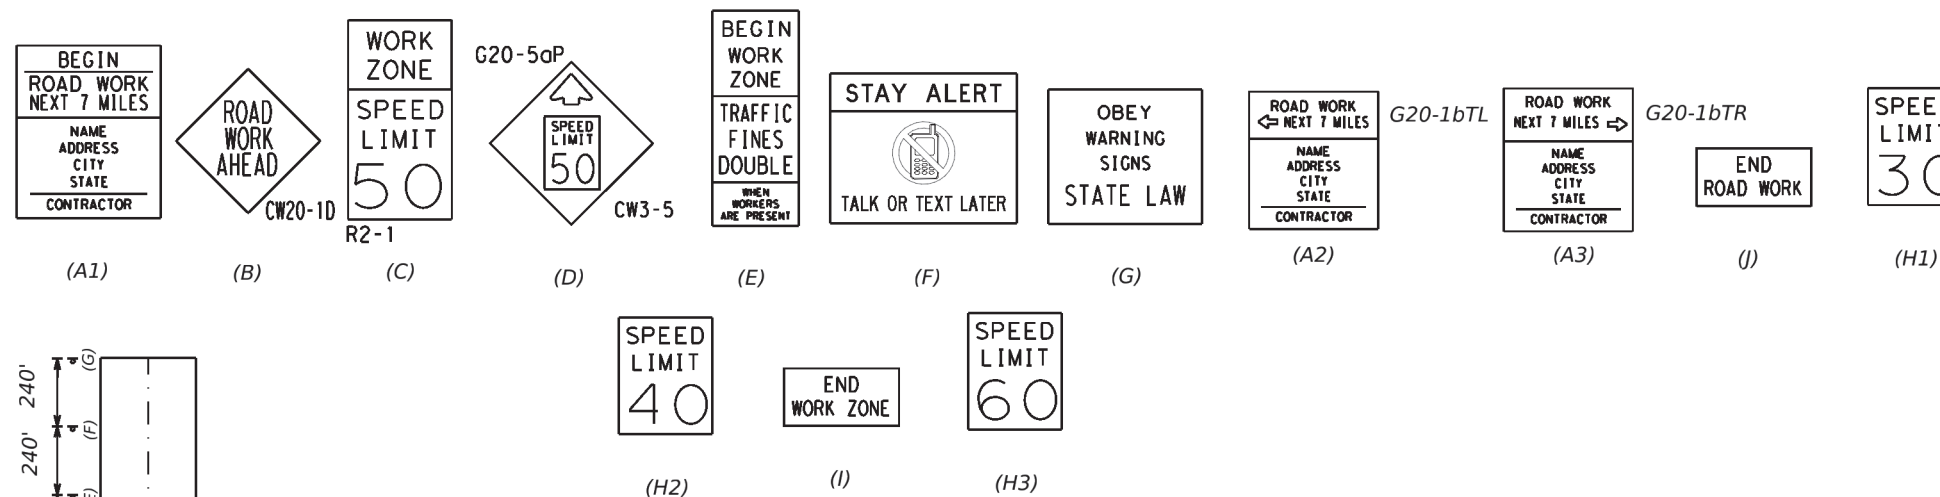 BEGIN
ROAD WORK
NEXT 7 MILES
NAME
ADDRESS
CITY
STATE
CONTRACTOR
(A1)
ROAD
WORK
AHEAD
CW20-1D
(B)
WORK
ZONE
SPEED
LIMIT
50
R2-1
(C)
G20-5aP
SPEED
LIMIT
50
CW3-5
(D)
BEGIN
WORK
ZONE
TRAFFIC
FINES
DOUBLE
WHEN
WORKERS
ARE PRESENT
(E)
STAY ALERT
TALK OR TEXT LATER
(F)
OBEY
WARNING
SIGNS
STATE LAW
(G)
ROAD WORK
NEXT 7 MILES
NAME
ADDRESS
CITY
STATE
CONTRACTOR
G20-1bTL
(A2)
ROAD WORK
NEXT 7 MILES
NAME
ADDRESS
CITY
STATE
CONTRACTOR
G20-1bTR
(A3)
END
ROAD WORK
(J)
SPEE
LIMI
30
(H1)
240'
(G)
240'
(F)
(E)
SPEED
LIMIT
40
(H2)
END
WORK ZONE
(I)
SPEED
LIMIT
60
(H3)